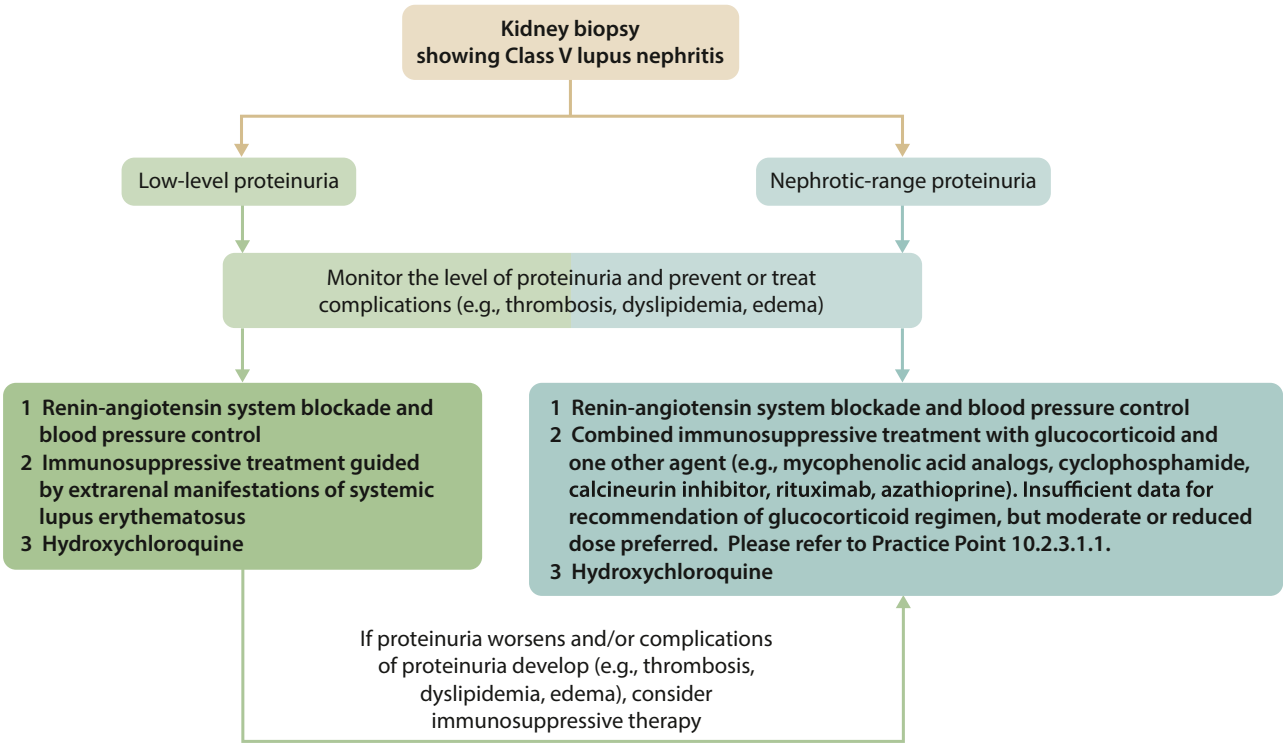 Kidney biopsy
showing Class V lupus nephritis
Low-level proteinuria
Nephrotic-range proteinuria
Monitor the level of proteinuria and prevent or treat
complications (e.g., thrombosis, dyslipidemia, edema)
1 Renin-angiotensin system blockade and
blood pressure control
2 Immunosuppressive treatment guided
by extrarenal manifestations of systemic
lupus erythematosus
3 Hydroxychloroquine
1 Renin-angiotensin system blockade and blood pressure control
2 Combined immunosuppressive treatment with glucocorticoid and
one other agent (e.g., mycophenolic acid analogs, cyclophosphamide,
calcineurin inhibitor, rituximab, azathioprine). Insufficient data for
recommendation of glucocorticoid regimen, but moderate or reduced
dose preferred. Please refer to Practice Point 10.2.3.1.1.
3 Hydroxychloroquine
If proteinuria worsens and/or complications
of proteinuria develop (e.g., thrombosis,
dyslipidemia, edema), consider
immunosuppressive therapy